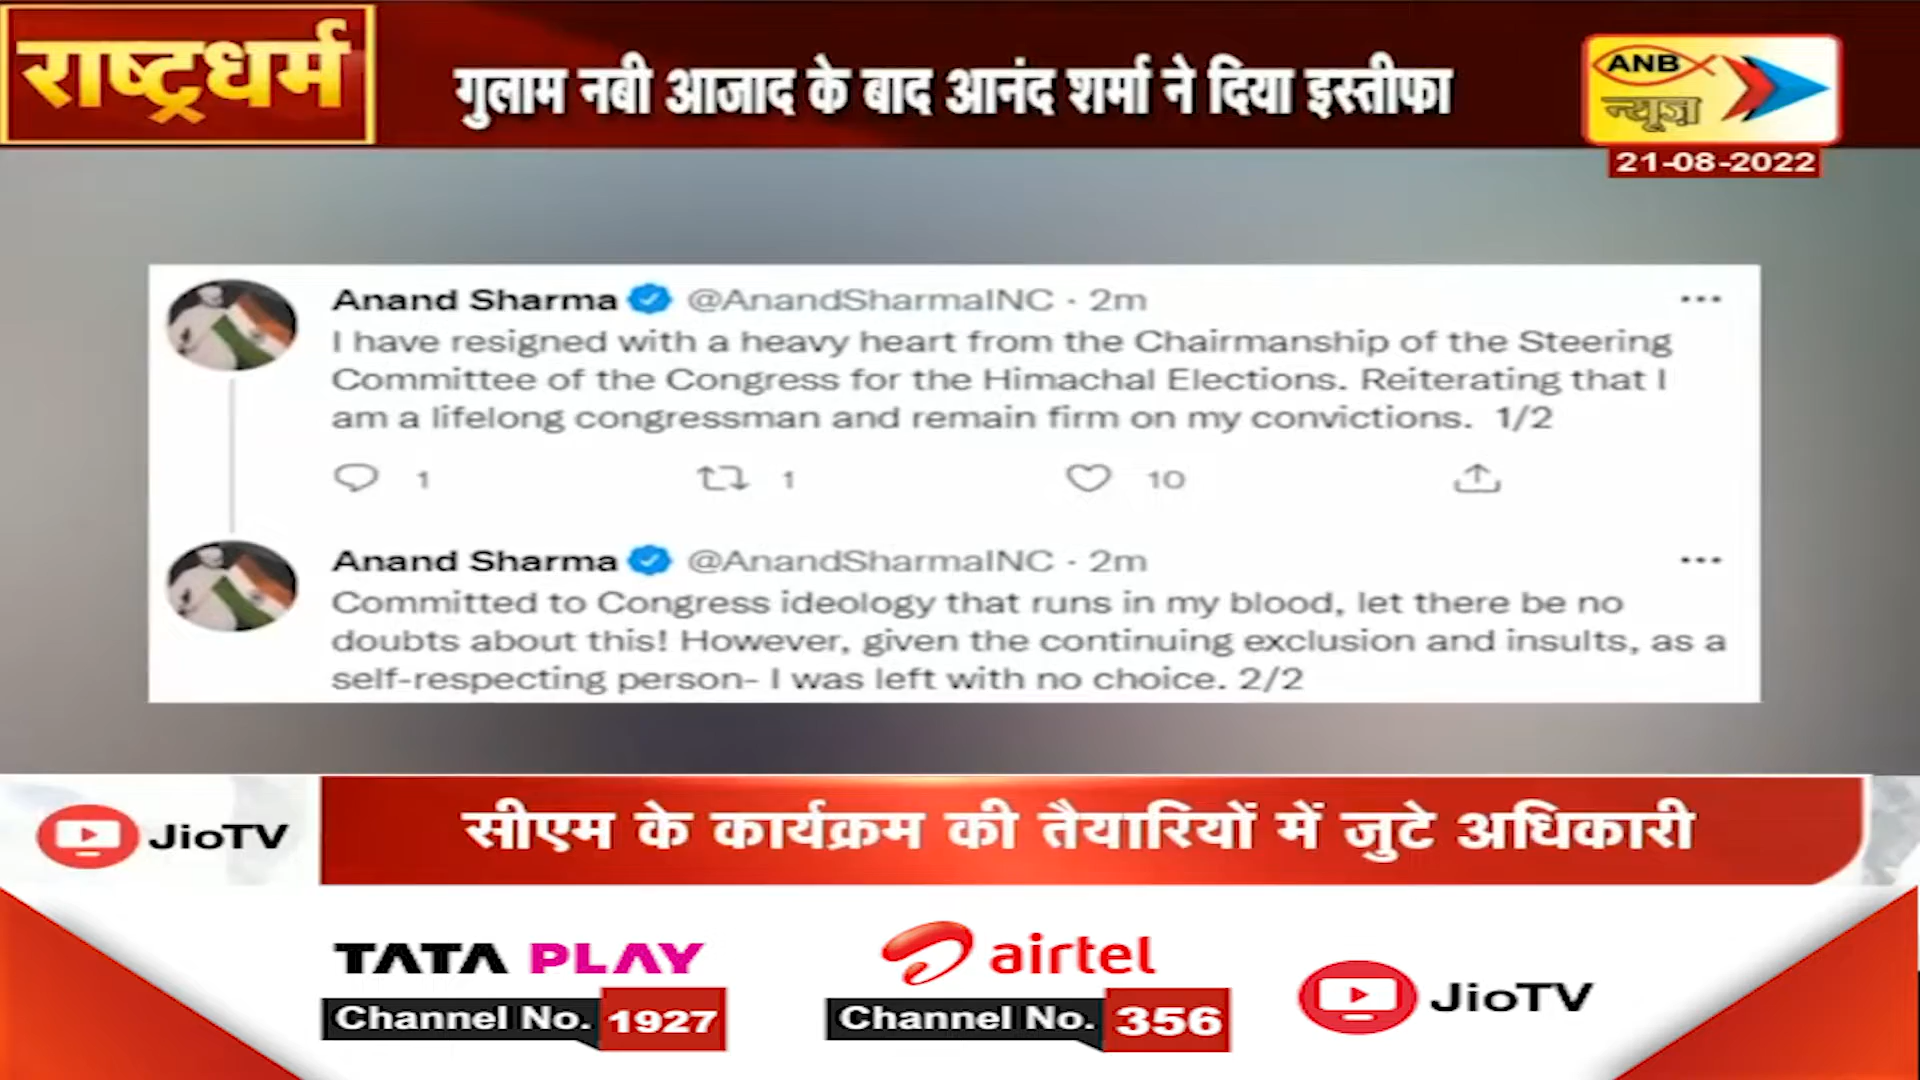 राष्ट्रधर्म
गुलाम नबी आजाद के बाद आनंद शर्मा ने दिया इस्तीफा
ANB
न्यूज़
21-08-2022
Anand Sharma @AnandSharmaINC · 2m
I have resigned with a heavy heart from the Chairmanship of the Steering
Committee of the Congress for the Himachal Elections. Reiterating that I
am a lifelong congressman and remain firm on my convictions. 1/2
1 1 10
Anand Sharma @AnandSharmaINC · 2m
Committed to Congress ideology that runs in my blood, let there be no
doubts about this! However, given the continuing exclusion and insults, as a
self-respecting person- I was left with no choice. 2/2
JioTV
सीएम के कार्यक्रम की तैयारियों में जुटे अधिकारी
TATA PLAY
Channel No. 1927
airtel
Channel No. 356
JioTV